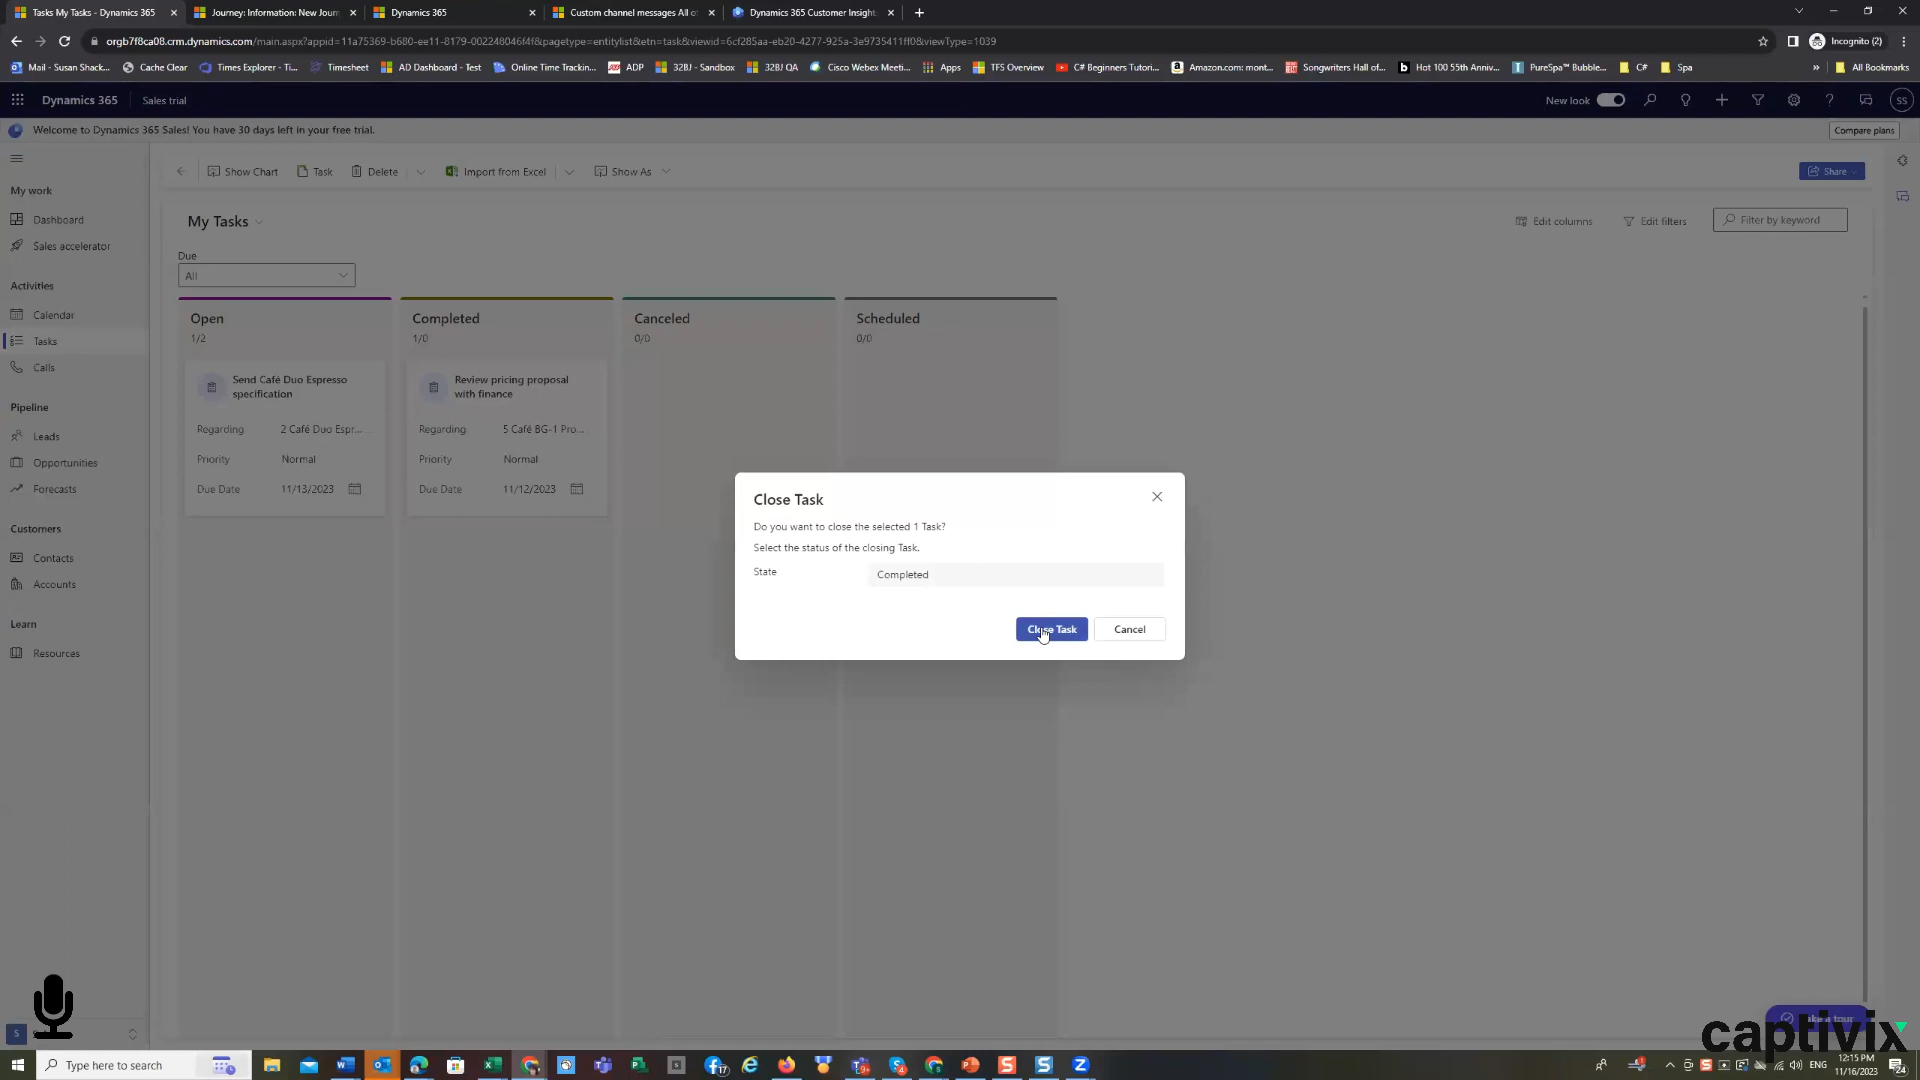 Tasks My Tasks - Dynamics 365
Journey: Information: New Journ
Dynamics 365
Custom channel messages All of
Dynamics 365 Customer Insight
orgb7f8ca08.crm.dynamics.com/main.aspx?appid=11a75369-b680-ee11-8179-002248046f4f&pagetype=entitylist&etn=task&viewid=6cf285aa-eb20-4277-925a-3e9735411ff0&viewType=1039
Incognito (2)
Mail - Susan Shack...
Cache Clear
Times Explorer - Ti...
Timesheet
AD Dashboard - Test
Online Time Trackin...
ADP
32BJ - Sandbox
32BJ QA
Cisco Webex Meeti...
Apps
TFS Overview
C# Beginners Tutori...
Amazon.com: mont...
Songwriters Hall of...
Hot 100 55th Anniv...
PureSpa™ Bubble...
C#
Spa
All Bookmarks
Dynamics 365
Sales trial
New look
SS
Welcome to Dynamics 365 Sales! You have 30 days left in your free trial.
Compare plans
Show Chart
Task
Delete
Import from Excel
Show As
Share
My work
Dashboard
Sales accelerator
Activities
Calendar
Tasks
Calls
Pipeline
Leads
Opportunities
Forecasts
Customers
Contacts
Accounts
Learn
Resources
S
My Tasks
Edit columns
Edit filters
Filter by keyword
Due
All
Open
1/2
Send Café Duo Espresso
specification
Regarding 2 Café Duo Espr...
Priority Normal
Due Date 11/13/2023
Completed
1/0
Review pricing proposal
with finance
Regarding 5 Café BG-1 Pro...
Priority Normal
Due Date 11/12/2023
Canceled
0/0
Scheduled
0/0
Close Task
Do you want to close the selected 1 Task?
Select the status of the closing Task.
State Completed
Close Task
Cancel
captivix
Type here to search
17
9+
4
ENG
12:15 PM
11/16/2023
24